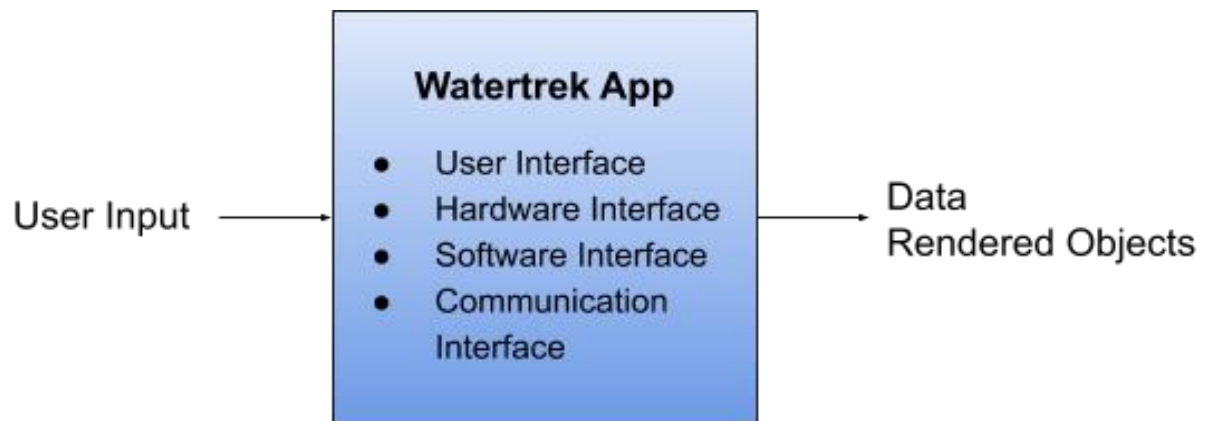 Watertrek App
● User Interface
● Hardware Interface
● Software Interface
● Communication
Interface
User Input
Data
Rendered Objects